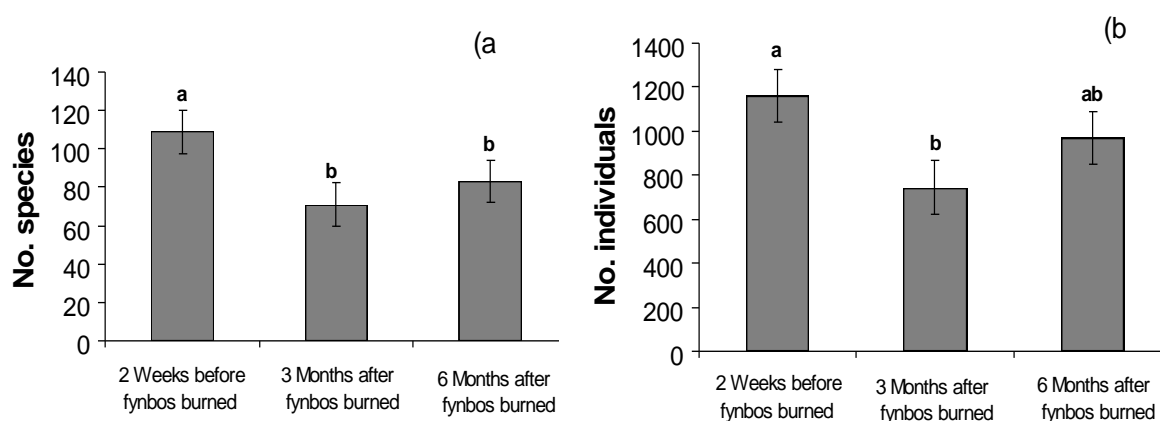 (a
No. species
140
120
100
80
60
40
20
0
a
b
b
2 Weeks before
fynbos burned
3 Months after
fynbos burned
6 Months after
fynbos burned
(b
No. individuals
1400
1200
1000
800
600
400
200
0
a
b
ab
2 Weeks before
fynbos burned
3 Months after
fynbos burned
6 Months after
fynbos burned